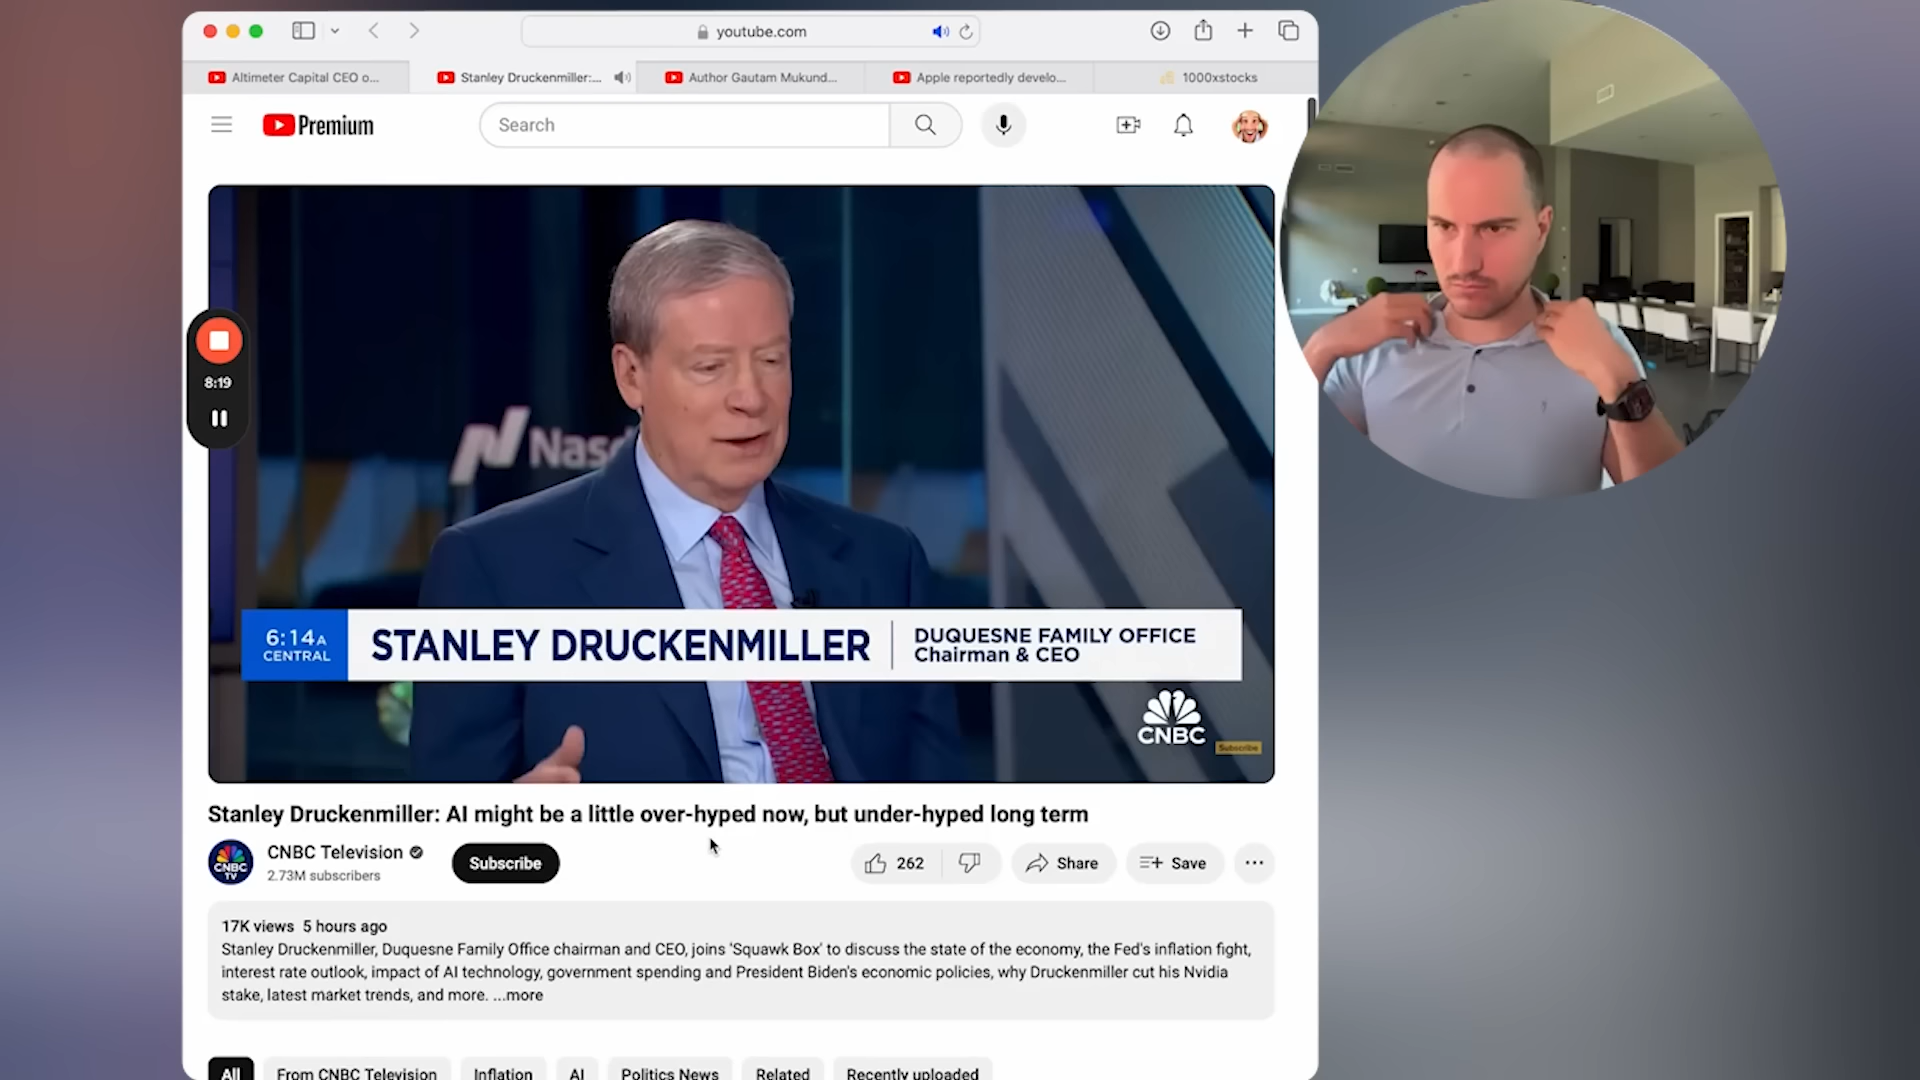 youtube.com
Altimeter Capital CEO o...
Stanley Druckenmiller:...
Author Gautam Mukund...
Apple reportedly develo...
1000xstocks
Premium
Search
8:19
Nasd
6:14A
CENTRAL
STANLEY DRUCKENMILLER
DUQUESNE FAMILY OFFICE
Chairman & CEO
CNBC
Subscribe
Stanley Druckenmiller: AI might be a little over-hyped now, but under-hyped long term
CNBC
TV
CNBC Television
2.73M subscribers
Subscribe
262
Share
Save
17K views 5 hours ago
Stanley Druckenmiller, Duquesne Family Office chairman and CEO, joins 'Squawk Box' to discuss the state of the economy, the Fed's inflation fight,
interest rate outlook, impact of AI technology, government spending and President Biden's economic policies, why Druckenmiller cut his Nvidia
stake, latest market trends, and more. ...more
All
From CNBC Television
Inflation
AI
Politics News
Related
Recently uploaded